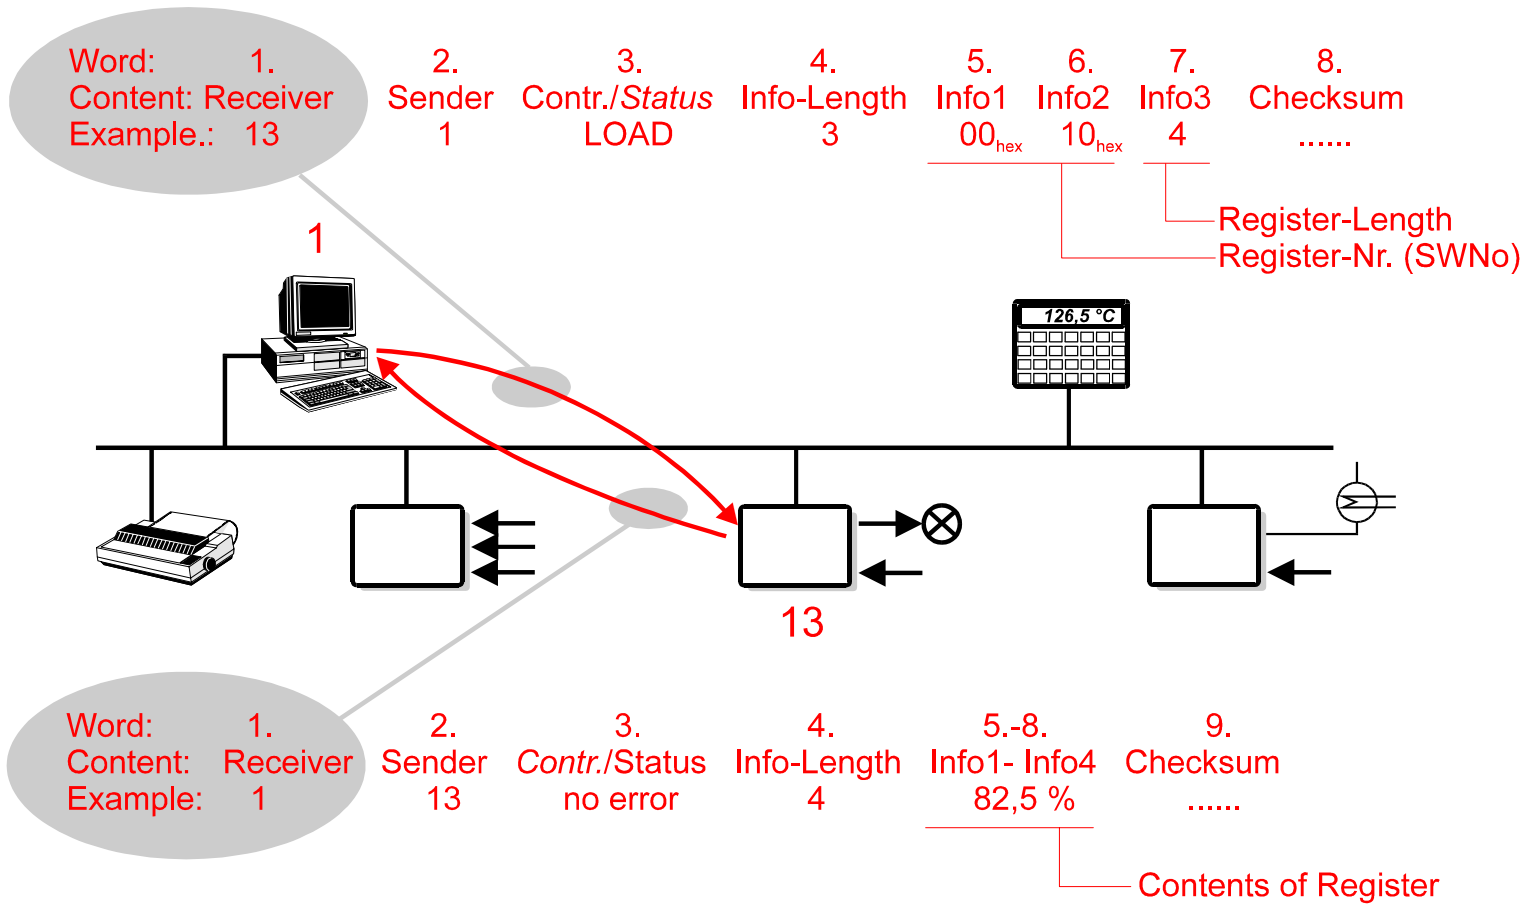 Word: 1. 2. 3. 4. 5. 6. 7. 8.
Content: Receiver Sender Contr./Status Info-Length Info1 Info2 Info3 Checksum
Example.: 13 1 LOAD 3 00hex 10hex 4 ......
Register-Length
Register-Nr. (SWNo)
1
126,5 °C
13
Word: 1. 2. 3. 4. 5.-8. 9.
Content: Receiver Sender Contr./Status Info-Length Info1- Info4 Checksum
Example: 1 13 no error 4 82,5 % ......
Contents of Register